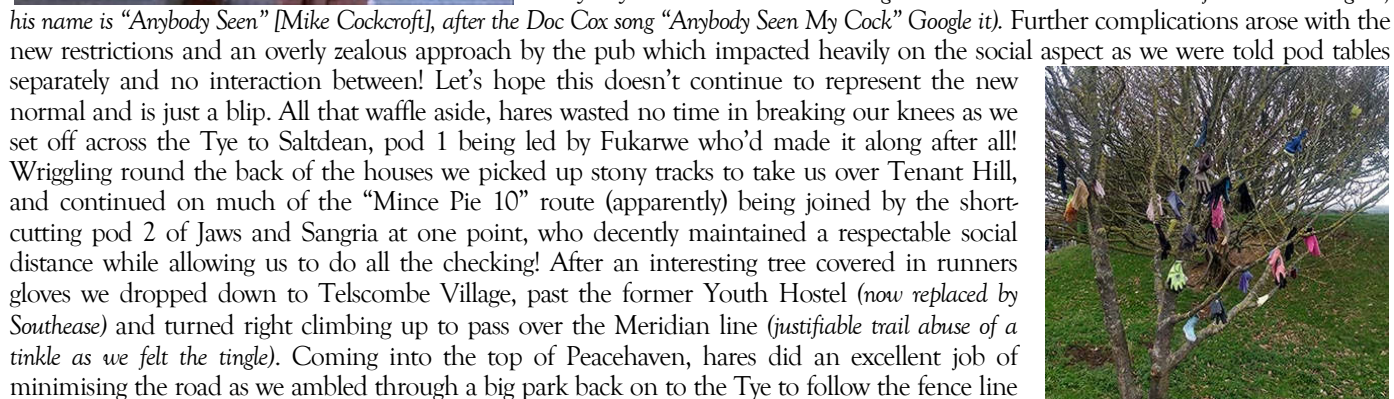 his name is “Anybody Seen” [Mike Cockcroft], after the Doc Cox song “Anybody Seen My Cock” Google it). Further complications arose with the
new restrictions and an overly zealous approach by the pub which impacted heavily on the social aspect as we were told pod tables
separately and no interaction between! Let’s hope this doesn’t continue to represent the new
normal and is just a blip. All that waffle aside, hares wasted no time in breaking our knees as we
set off across the Tye to Saltdean, pod 1 being led by Fukarwe who’d made it along after all!
Wriggling round the back of the houses we picked up stony tracks to take us over Tenant Hill,
and continued on much of the “Mince Pie 10” route (apparently) being joined by the short-
cutting pod 2 of Jaws and Sangria at one point, who decently maintained a respectable social
distance while allowing us to do all the checking! After an interesting tree covered in runners
gloves we dropped down to Telscombe Village, past the former Youth Hostel (now replaced by
Southease) and turned right climbing up to pass over the Meridian line (justifiable trail abuse of a
tinkle as we felt the tingle). Coming into the top of Peacehaven, hares did an excellent job of
minimising the road as we ambled through a big park back on to the Tye to follow the fence line